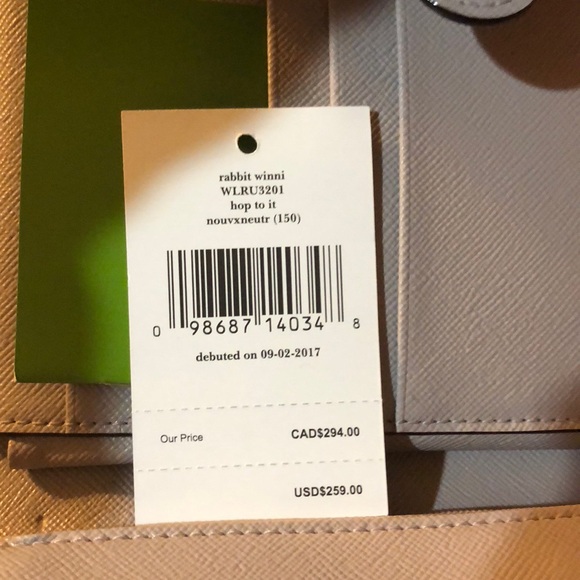 rabbit winni
WLRU3201
hop to it
nouvxneutr (150)
0 98687 14034 8
debuted on 09-02-2017
Our Price CAD$294.00
USD$259.00